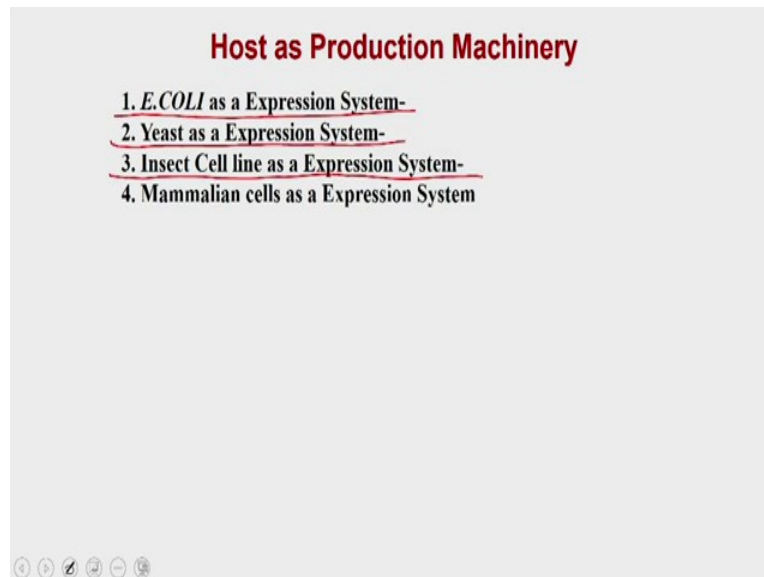 Host as Production Machinery
1. E.COLI as a Expression System-
2. Yeast as a Expression System-
3. Insect Cell line as a Expression System-
4. Mammalian cells as a Expression System